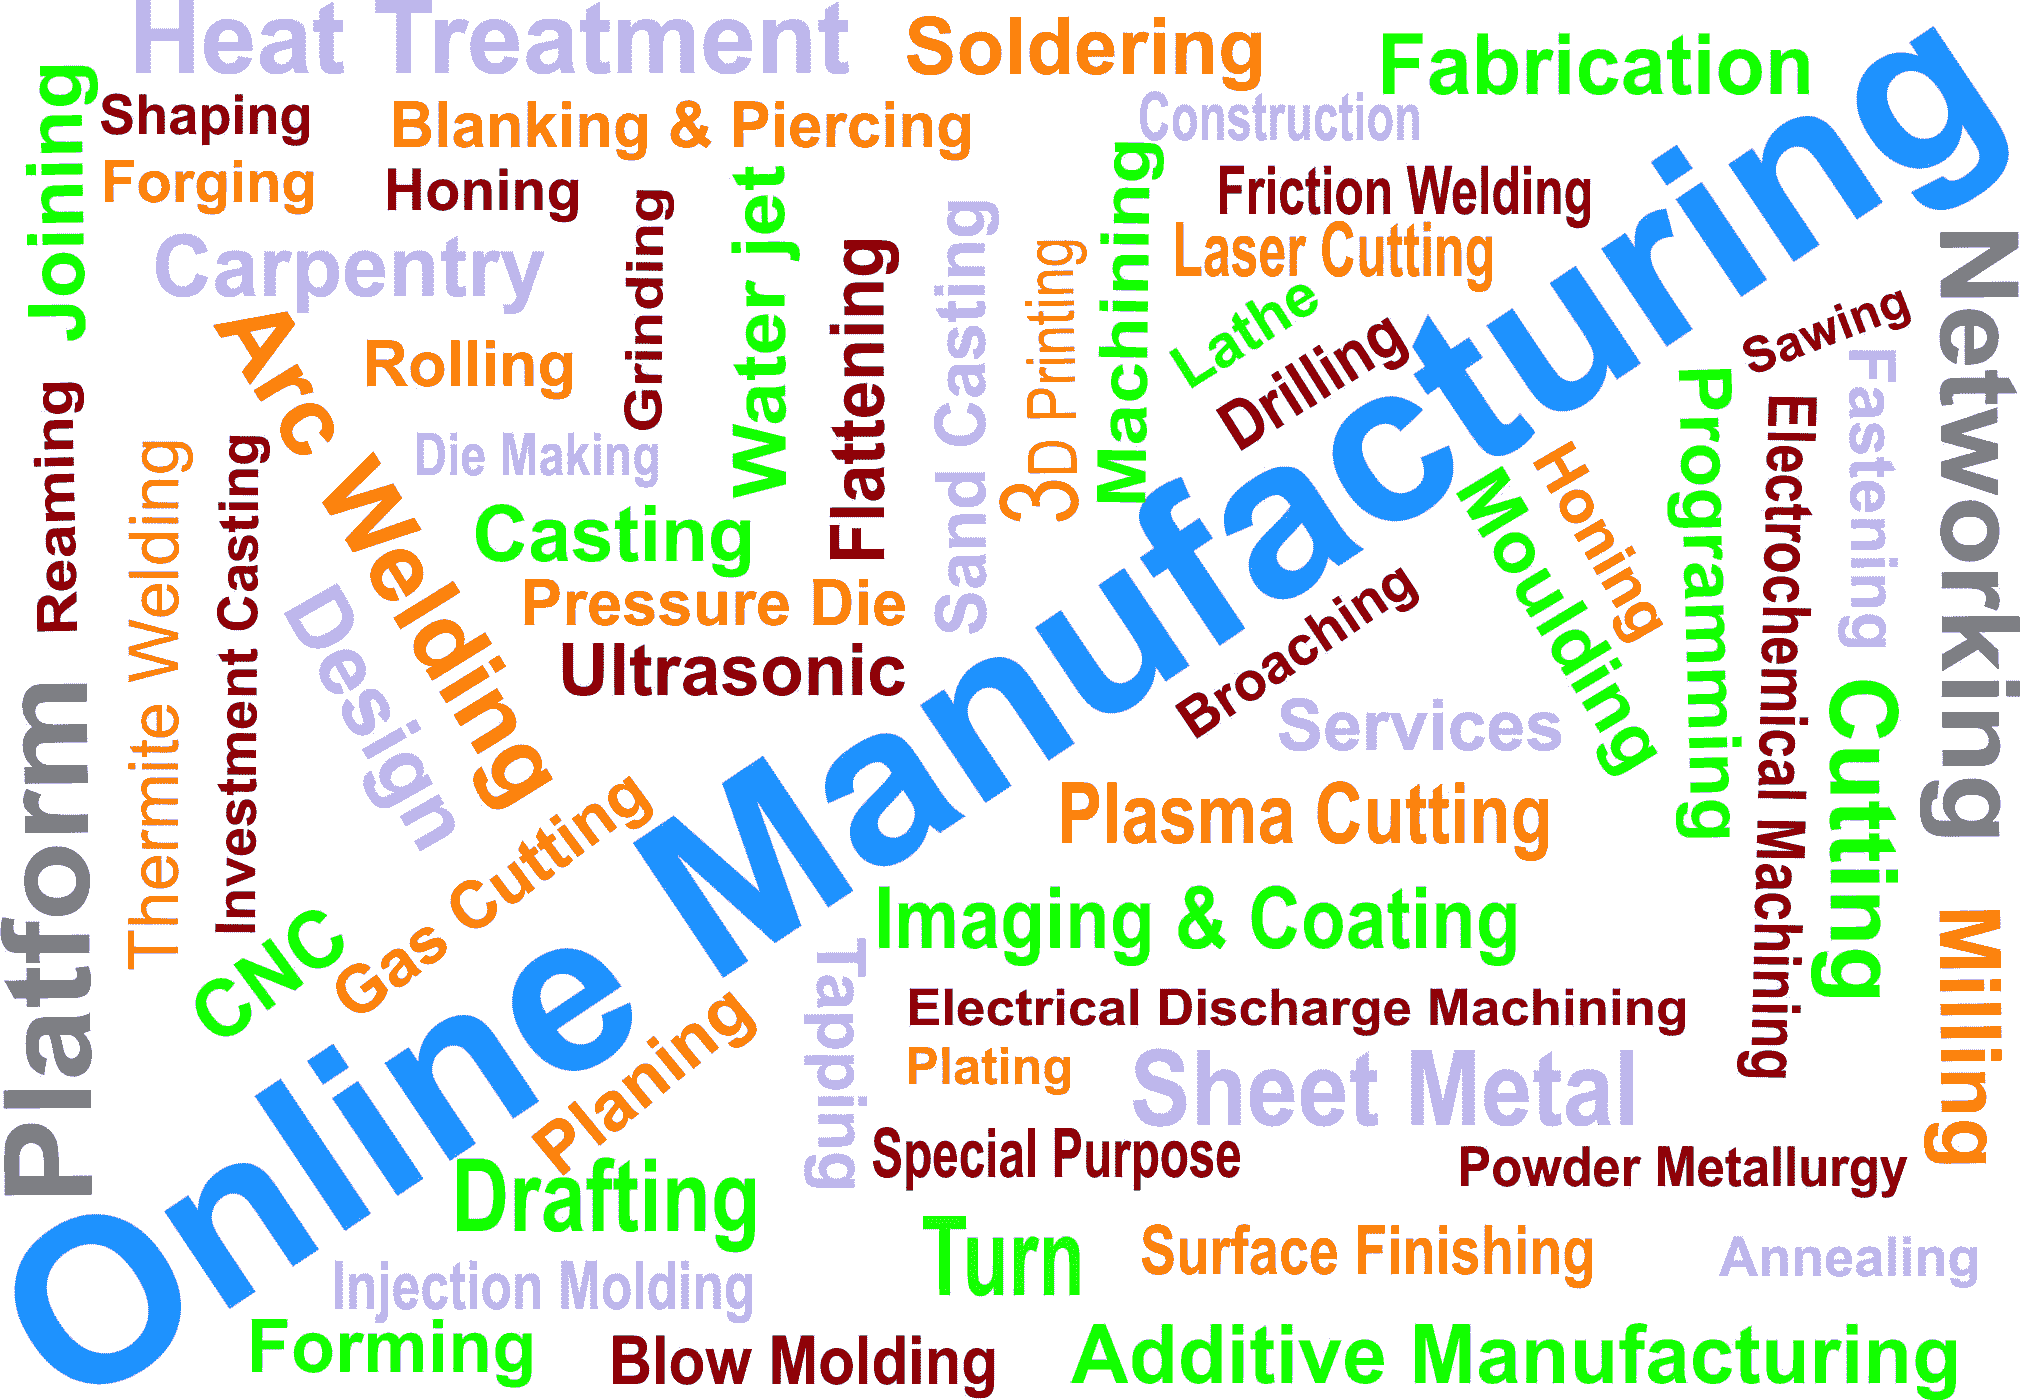 Heat Treatment
Soldering
Fabrication
Joining
Shaping
Blanking & Piercing
Construction
Forging
Honing
Grinding
Water jet
Machining
Friction Welding
Carpentry
Flattening
Sand Casting
3D Printing
Laser Cutting
Lathe
Drilling
Sawing
Networking
Arc Welding
Rolling
Die Making
Reaming
Thermite Welding
Investment Casting
Casting
Pressure Die
Ultrasonic
Design
Online Manufacturing
Honing
Moulding
Programming
Electrochemical Machining
Fastening
Broaching
Services
Cutting
Platform
Plasma Cutting
CNC
Gas Cutting
Imaging & Coating
Tapping
Planing
Electrical Discharge Machining
Plating
Sheet Metal
Milling
Special Purpose
Powder Metallurgy
Drafting
Turn
Surface Finishing
Annealing
Injection Molding
Forming
Blow Molding
Additive Manufacturing